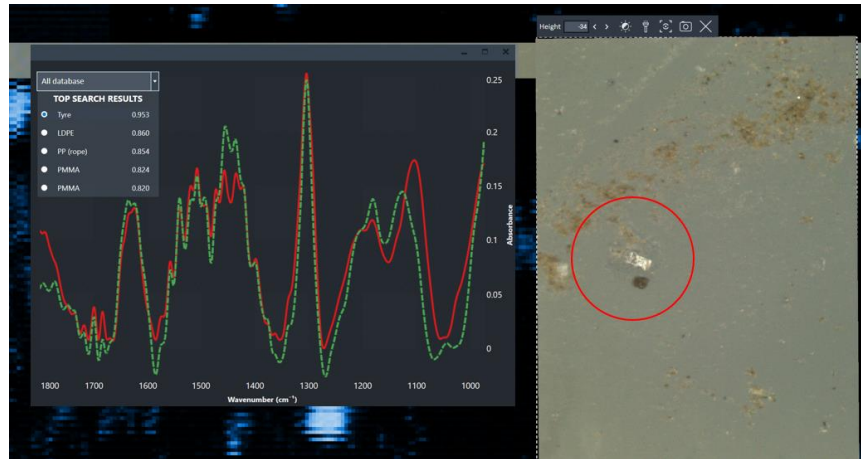 Height -34
All database
TOP SEARCH RESULTS
Tyre 0.953
LDPE 0.860
PP (rope) 0.854
PMMA 0.824
PMMA 0.820
0.25
0.2
0.15
0.1
0.05
0
Absorbance
1800 1700 1600 1500 1400 1300 1200 1100 1000
Wavenumber (cm⁻¹)